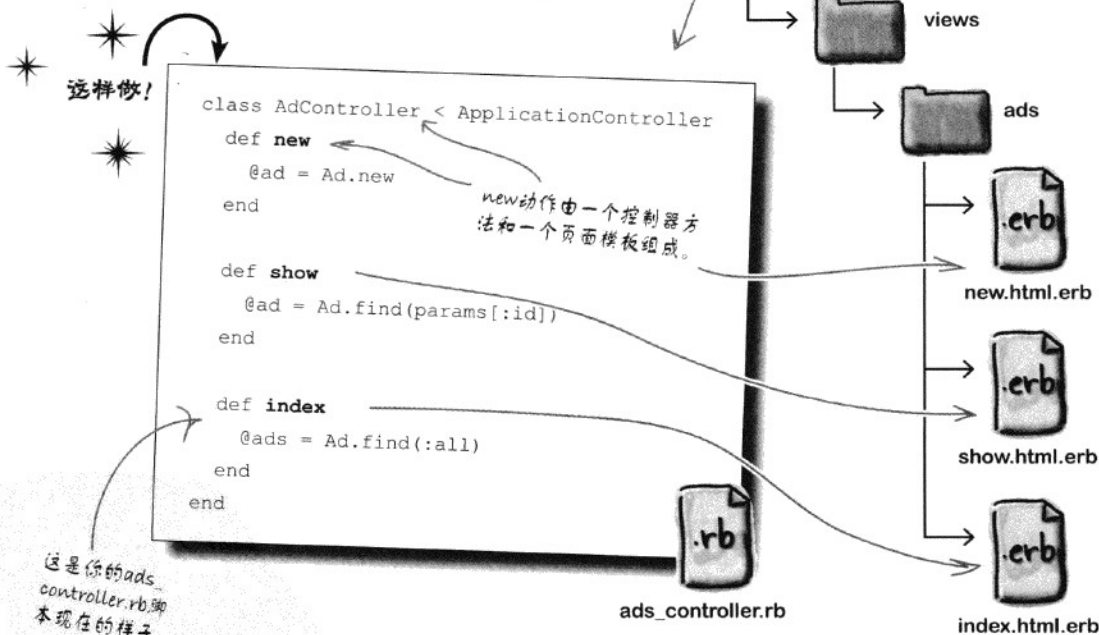 views
这样做!
ads
class AdController < ApplicationController
def new
@ad = Ad.new
end
new动作由一个控制器方
法和一个页面模板组成。
def show
@ad = Ad.find(params[:id])
end
def index
@ads = Ad.find(:all)
end
end
.erb
new.html.erb
.erb
show.html.erb
.erb
index.html.erb
.rb
ads_controller.rb
这是你的ads_
controller.rb脚
本现在的样子